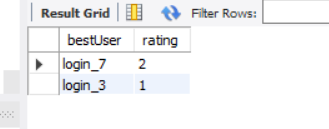 Result Grid Filter Rows:
bestUser rating
login_7 2
login_3 1